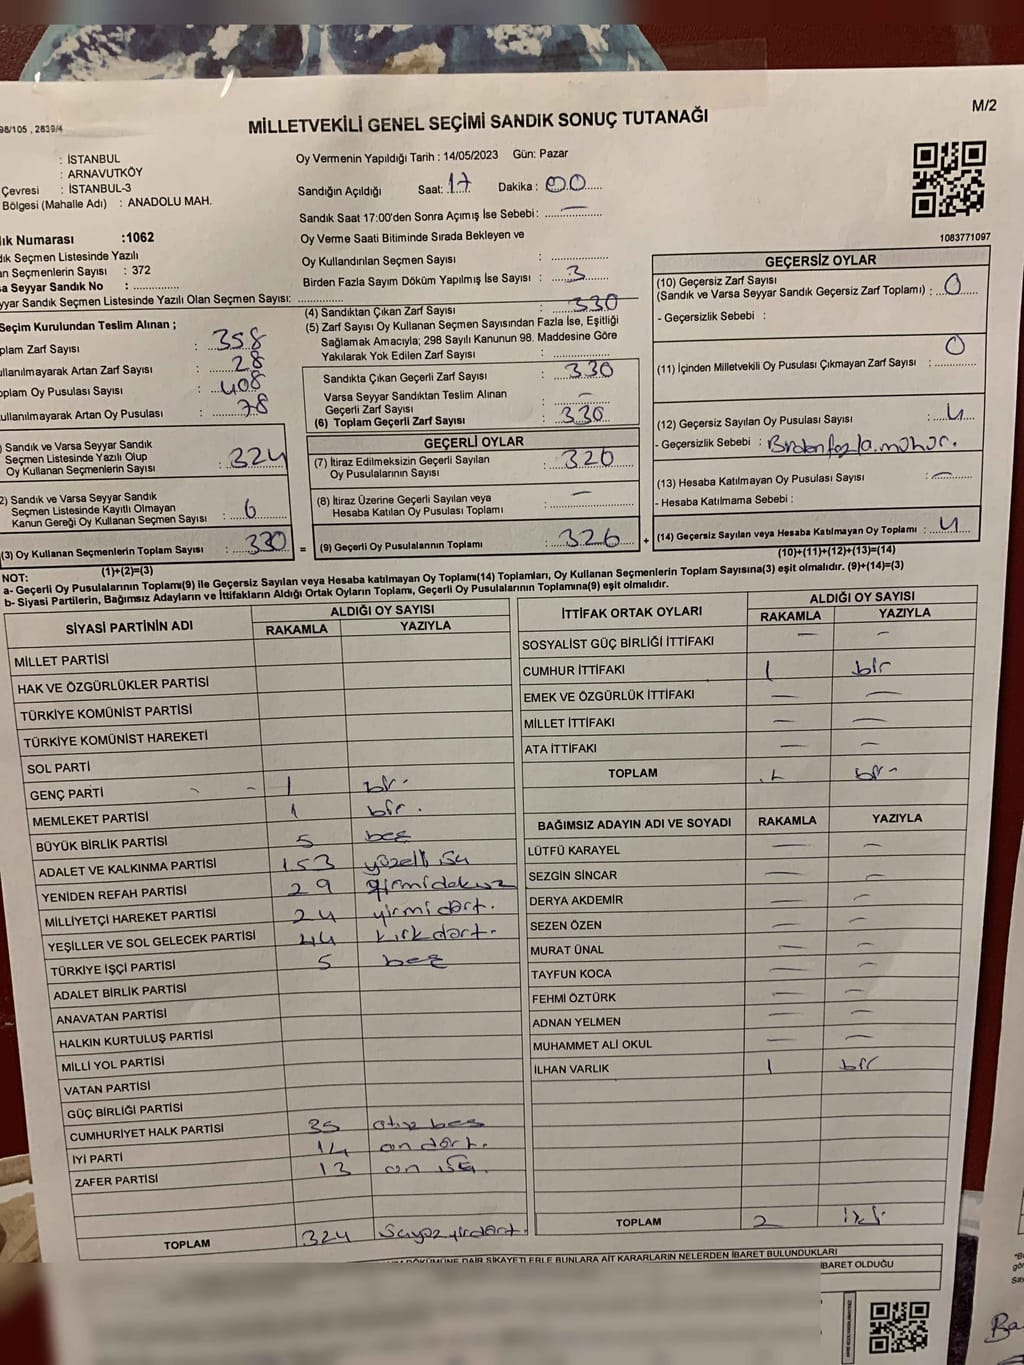 98/105 , 2839/4
M/2
MİLLETVEKİLİ GENEL SEÇİMİ SANDIK SONUÇ TUTANAĞI
: İSTANBUL
: ARNAVUTKÖY
Çevresi : İSTANBUL-3
Bölgesi (Mahalle Adı) : ANADOLU MAH.
ık Numarası :1062
dık Seçmen Listesinde Yazılı
an Seçmenlerin Sayısı : 372
sa Seyyar Sandık No :
yyar Sandık Seçmen Listesinde Yazılı Olan Seçmen Sayısı:
Oy Vermenin Yapıldığı Tarih : 14/05/2023 Gün: Pazar
Sandığın Açıldığı Saat: 17 Dakika : 00
Sandık Saat 17:00'den Sonra Açımış İse Sebebi: —
Oy Verme Saati Bitiminde Sırada Bekleyen ve
Oy Kullandırılan Seçmen Sayısı :
Birden Fazla Sayım Döküm Yapılmış İse Sayısı : 3
1083771097
Seçim Kurulundan Teslim Alınan ;
plam Zarf Sayısı : 358
ullanılmayarak Artan Zarf Sayısı : 28
oplam Oy Pusulası Sayısı : 408
ullanılmayarak Artan Oy Pusulası : 78
) Sandık ve Varsa Seyyar Sandık
Seçmen Listesinde Yazılı Olup
Oy Kullanan Seçmenlerin Sayısı : 324
2) Sandık ve Varsa Seyyar Sandık
Seçmen Listesinde Kayıtlı Olmayan
Kanun Gereği Oy Kullanan Seçmen Sayısı : 6
(3) Oy Kullanan Seçmenlerin Toplam Sayısı : 330 =
(1)+(2)=(3)
(4) Sandıktan Çıkan Zarf Sayısı : 330
(5) Zarf Sayısı Oy Kullanan Seçmen Sayısından Fazla İse, Eşitliği
Sağlamak Amacıyla; 298 Sayılı Kanunun 98. Maddesine Göre
Yakılarak Yok Edilen Zarf Sayısı :
Sandıkta Çıkan Geçerli Zarf Sayısı : 330
Varsa Seyyar Sandıktan Teslim Alınan
Geçerli Zarf Sayısı : —
(6) Toplam Geçerli Zarf Sayısı : 330
GEÇERLİ OYLAR
(7) İtiraz Edilmeksizin Geçerli Sayılan
Oy Pusulalarının Sayısı : 320
(8) İtiraz Üzerine Geçerli Sayılan veya
Hesaba Katılan Oy Pusulası Toplamı : —
(9) Geçerli Oy Pusulalarının Toplamı : 326 +
GEÇERSİZ OYLAR
(10) Geçersiz Zarf Sayısı
(Sandık ve Varsa Seyyar Sandık Geçersiz Zarf Toplamı) : 0
- Geçersizlik Sebebi :
(11) İçinden Milletvekili Oy Pusulası Çıkmayan Zarf Sayısı : 0
(12) Geçersiz Sayılan Oy Pusulası Sayısı : 4
- Geçersizlik Sebebi : mühür.
(13) Hesaba Katılmayan Oy Pusulası Sayısı : —
- Hesaba Katılmama Sebebi :
(14) Geçersiz Sayılan veya Hesaba Katılmayan Oy Toplamı : 4
(10)+(11)+(12)+(13)=(14)
NOT:
a- Geçerli Oy Pusulalarının Toplamı(9) ile Geçersiz Sayılan veya Hesaba katılmayan Oy Toplamı(14) Toplamları, Oy Kullanan Seçmenlerin Toplam Sayısına(3) eşit olmalıdır. (9)+(14)=(3)
b- Siyasi Partilerin, Bağımsız Adayların ve İttifakların Aldığı Ortak Oyların Toplamı, Geçerli Oy Pusulalarının Toplamına(9) eşit olmalıdır.
SİYASİ PARTİNİN ADI ALDIĞI OY SAYISI
RAKAMLA YAZIYLA
MİLLET PARTİSİ
HAK VE ÖZGÜRLÜKLER PARTİSİ
TÜRKİYE KOMÜNİST PARTİSİ
TÜRKİYE KOMÜNİST HAREKETİ
SOL PARTİ
GENÇ PARTİ 1 bir
MEMLEKET PARTİSİ 1 bir .
BÜYÜK BİRLİK PARTİSİ 5 beş
ADALET VE KALKINMA PARTİSİ 153
YENİDEN REFAH PARTİSİ 29
MİLLİYETÇİ HAREKET PARTİSİ 24 yirmi dört.
YEŞİLLER VE SOL GELECEK PARTİSİ 44 kırk dört.
TÜRKİYE İŞÇİ PARTİSİ 5 beş
ADALET BİRLİK PARTİSİ
ANAVATAN PARTİSİ
HALKIN KURTULUŞ PARTİSİ
MİLLİ YOL PARTİSİ
VATAN PARTİSİ
GÜÇ BİRLİĞİ PARTİSİ
CUMHURİYET HALK PARTİSİ 35 otuz beş
İYİ PARTİ 14 on dört.
ZAFER PARTİSİ 13 on
TOPLAM 324
İTTİFAK ORTAK OYLARI ALDIĞI OY SAYISI
RAKAMLA YAZIYLA
SOSYALİST GÜÇ BİRLİĞİ İTTİFAKI — —
CUMHUR İTTİFAKI 1 bir
EMEK VE ÖZGÜRLÜK İTTİFAKI — —
MİLLET İTTİFAKI — —
ATA İTTİFAKI — —
TOPLAM 1 bir
BAĞIMSIZ ADAYIN ADI VE SOYADI RAKAMLA YAZIYLA
LÜTFÜ KARAYEL — —
SEZGİN SİNCAR — —
DERYA AKDEMİR — —
SEZEN ÖZEN — —
MURAT ÜNAL — —
TAYFUN KOCA — —
FEHMİ ÖZTÜRK — —
ADNAN YELMEN — —
MUHAMMET ALİ OKUL — —
İLHAN VARLIK 1 bir
TOPLAM 2 iki
DÖKÜMÜNE DAİR ŞİKAYETLERLE BUNLARA AİT KARARLARIN NELERDEN İBARET BULUNDUKLARI
İBARET OLDUĞU